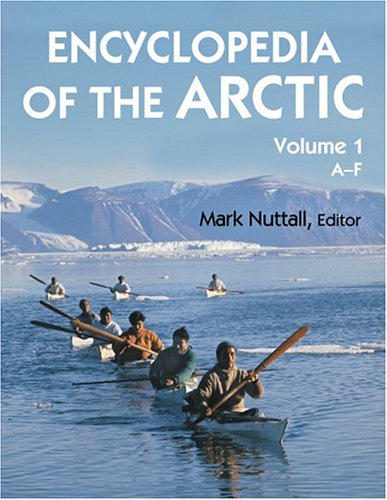 ENCYCLOPEDIA
OF THE ARCTIC
Volume 1
A–F
Mark Nuttall, Editor